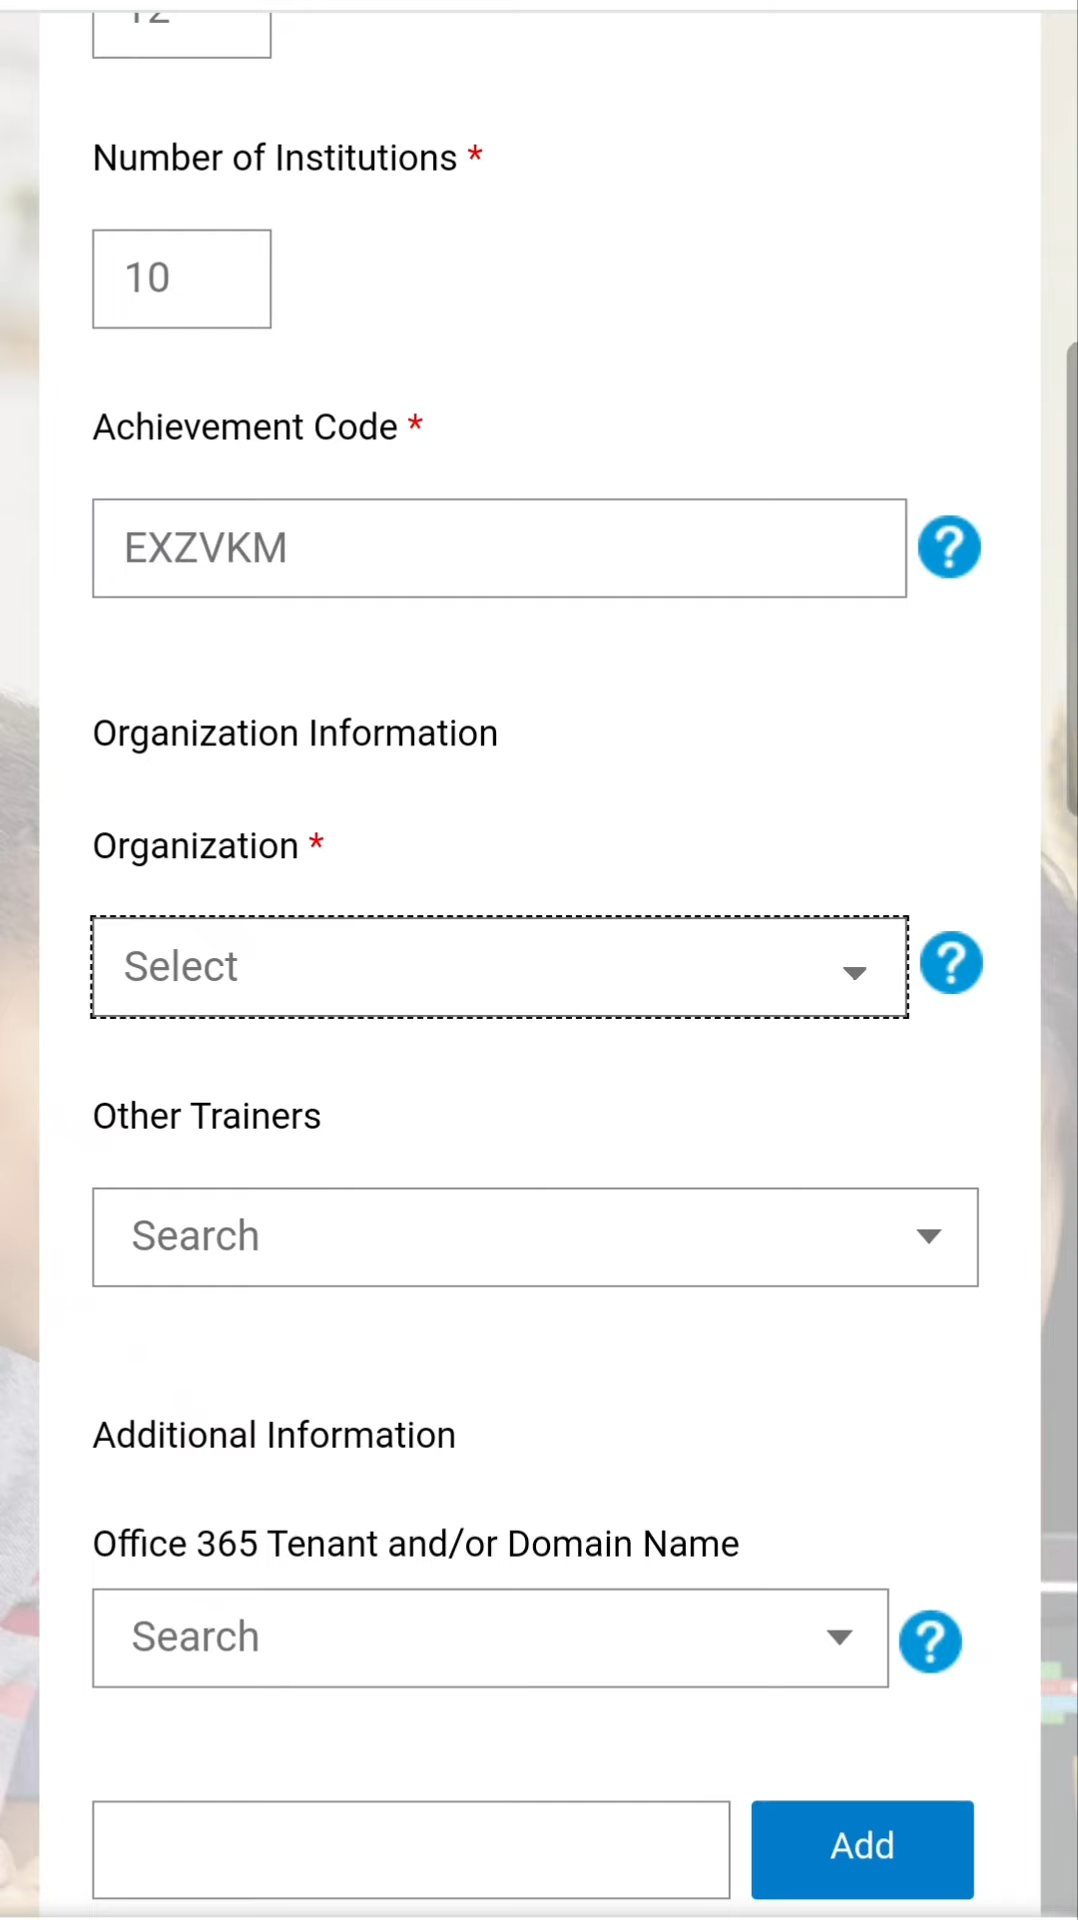 Number of Institutions *
10
Achievement Code *
EXZVKM
?
Organization Information
Organization *
Select
?
Other Trainers
Search
Additional Information
Office 365 Tenant and/or Domain Name
Search
?
Add